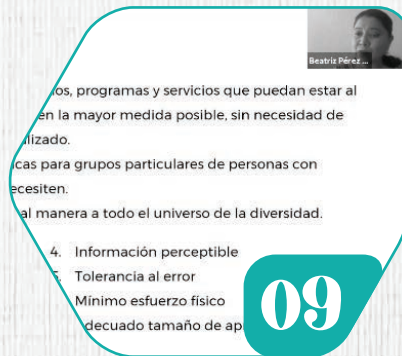 Beatriz Pérez ...
os, programas y servicios que puedan estar al
en la mayor medida posible, sin necesidad de
lizado.
cas para grupos particulares de personas con
ecesiten.
al manera a todo el universo de la diversidad.
4. Información perceptible
5. Tolerancia al error
Mínimo esfuerzo físico
decuado tamaño de ap
09